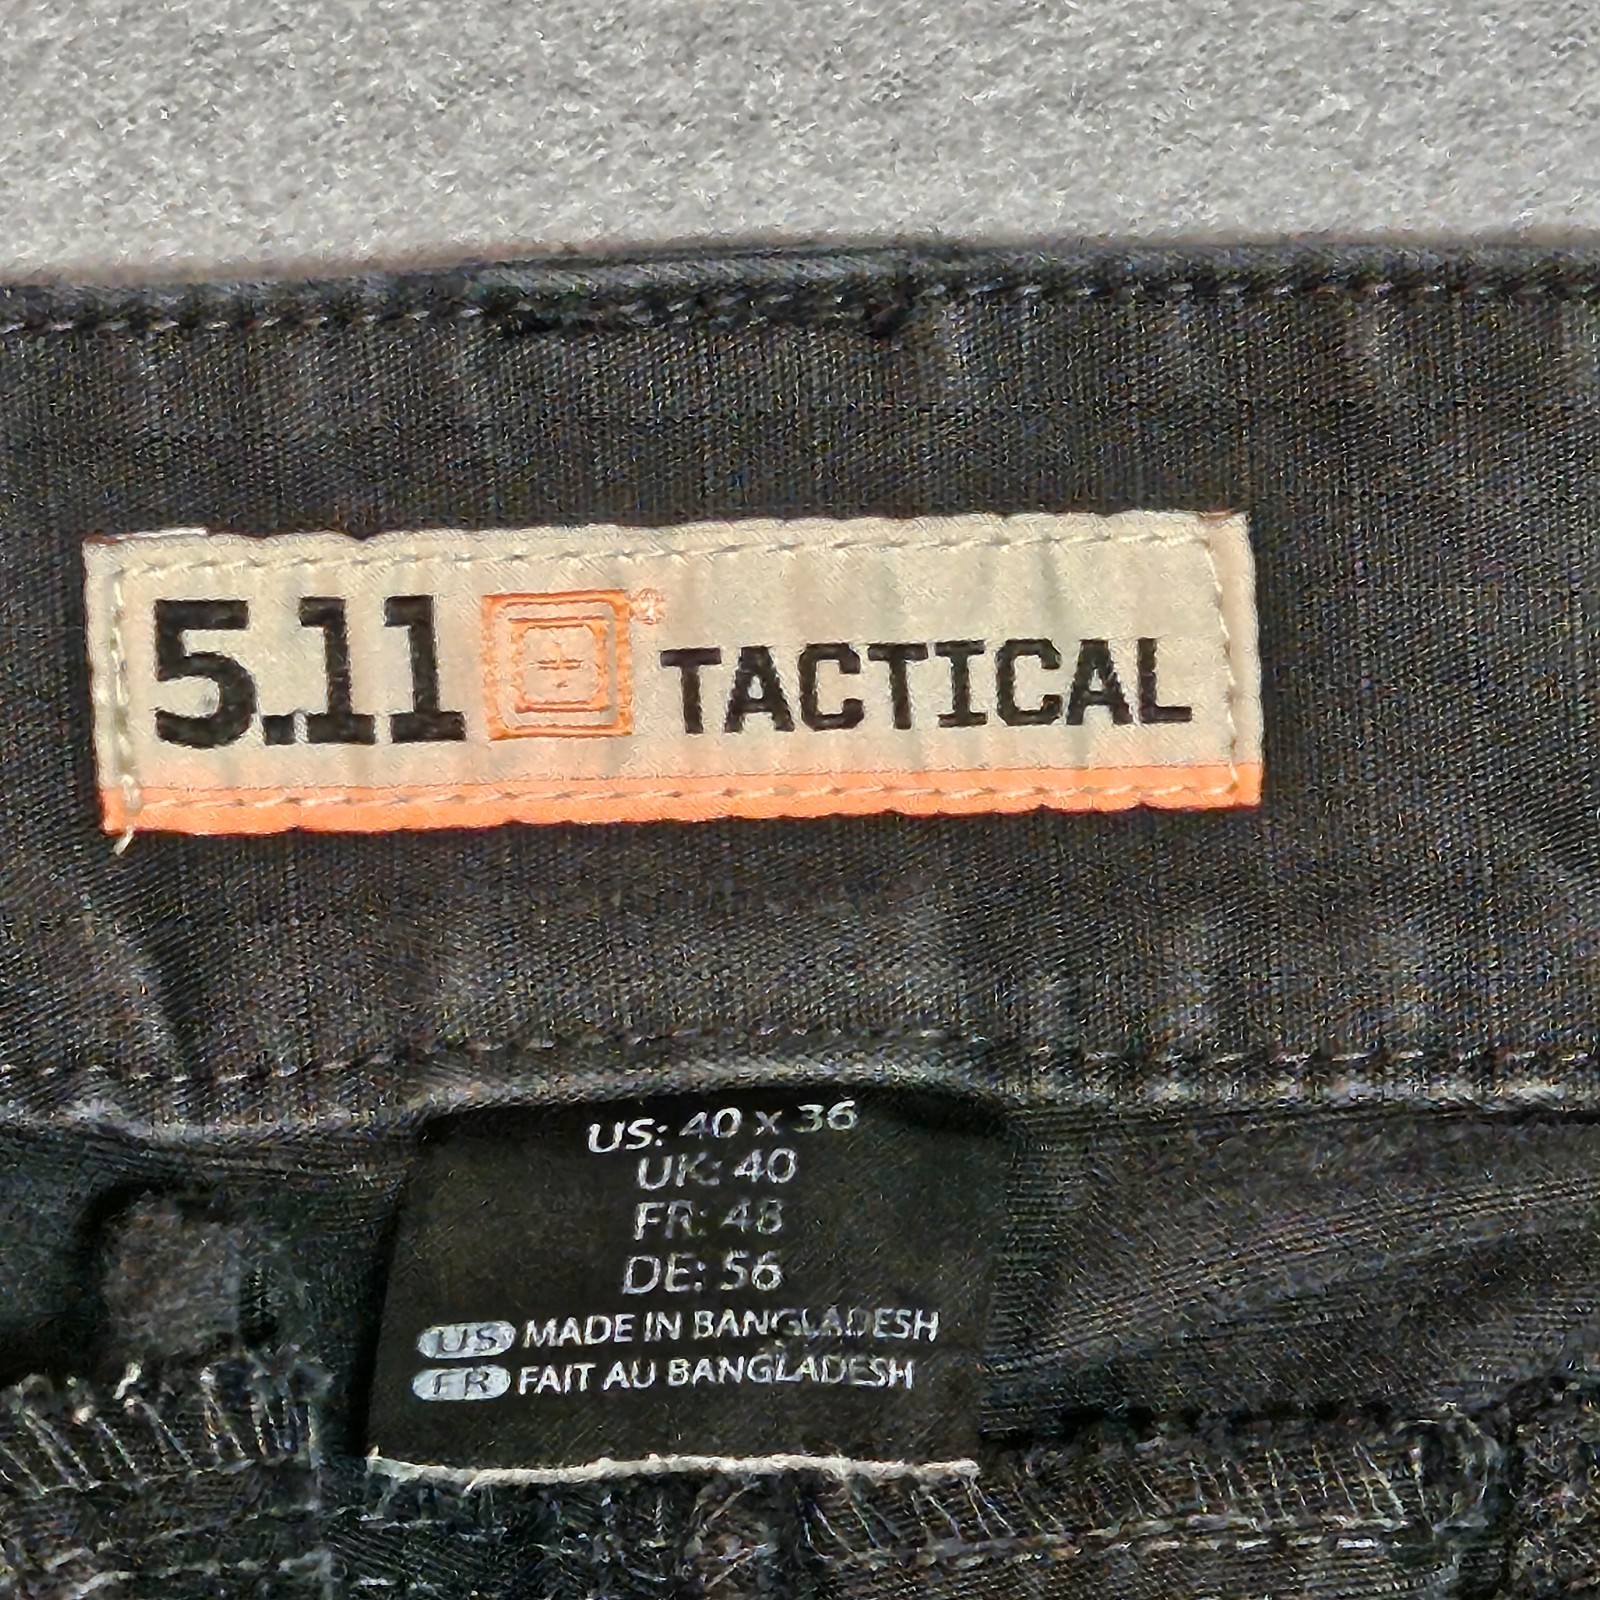 5.11 ® TACTICAL
US: 40 x 36
UK: 40
FR: 48
DE: 56
US MADE IN BANGLADESH
FR FAIT AU BANGLADESH